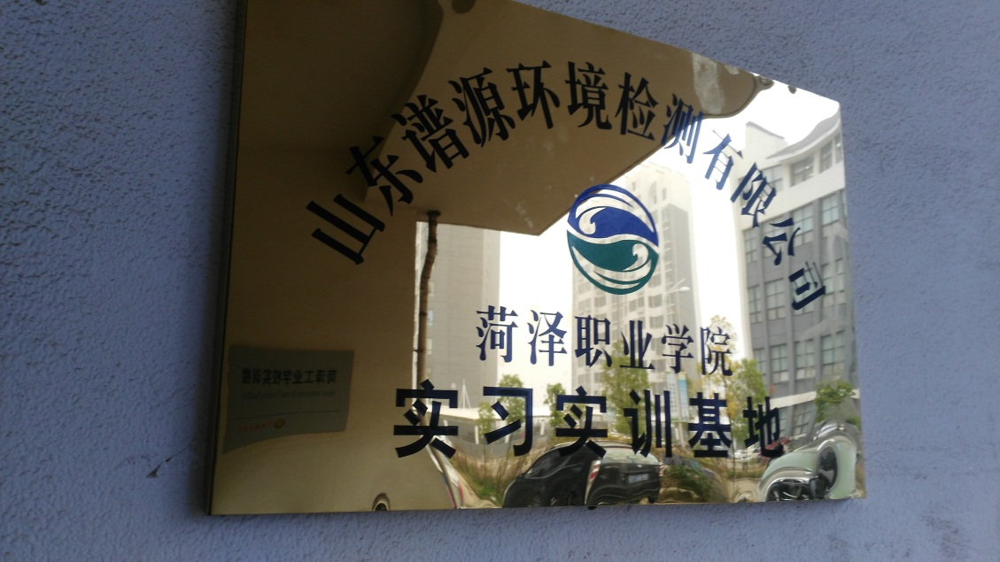 山东谱源环境检测有限公司
菏泽职业学院
实习实训基地